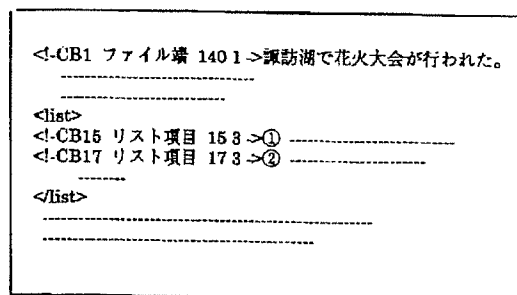 <!-CB1 ファイル端 140 1 ->諏訪湖で花火大会が行われた。
<list>
<!-CB15 リスト項目 15 3 ->①
<!-CB17 リスト項目 17 3 ->②
</list>